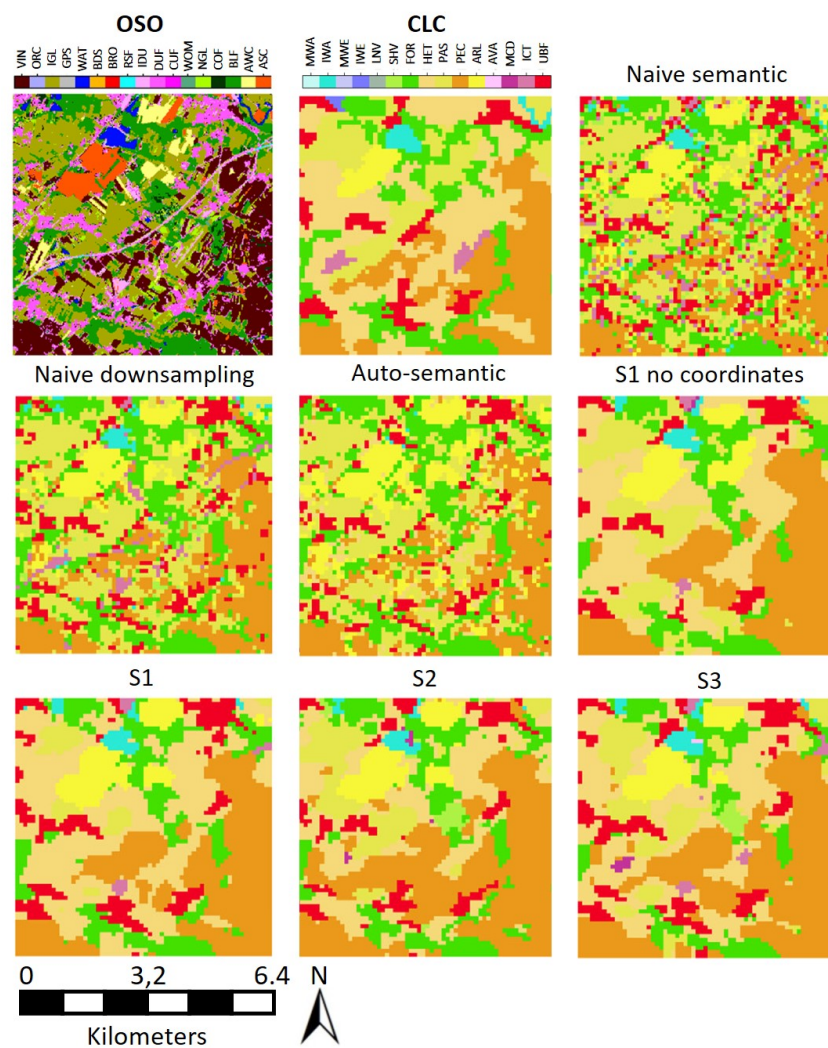 OSO
CLC
VIN ORC IGL GPS WAT BDS BRO RSF IDU DUF CUF WOM NGL COF BLF AWC ASC
MWA IWA MWE IWE LNV SHV FOR HET PAS PEC ARL AVA MCD ICT UBF
Naive semantic
Naive downsampling
Auto-semantic
S1 no coordinates
S1
S2
S3
0 3,2 6.4
N
Kilometers